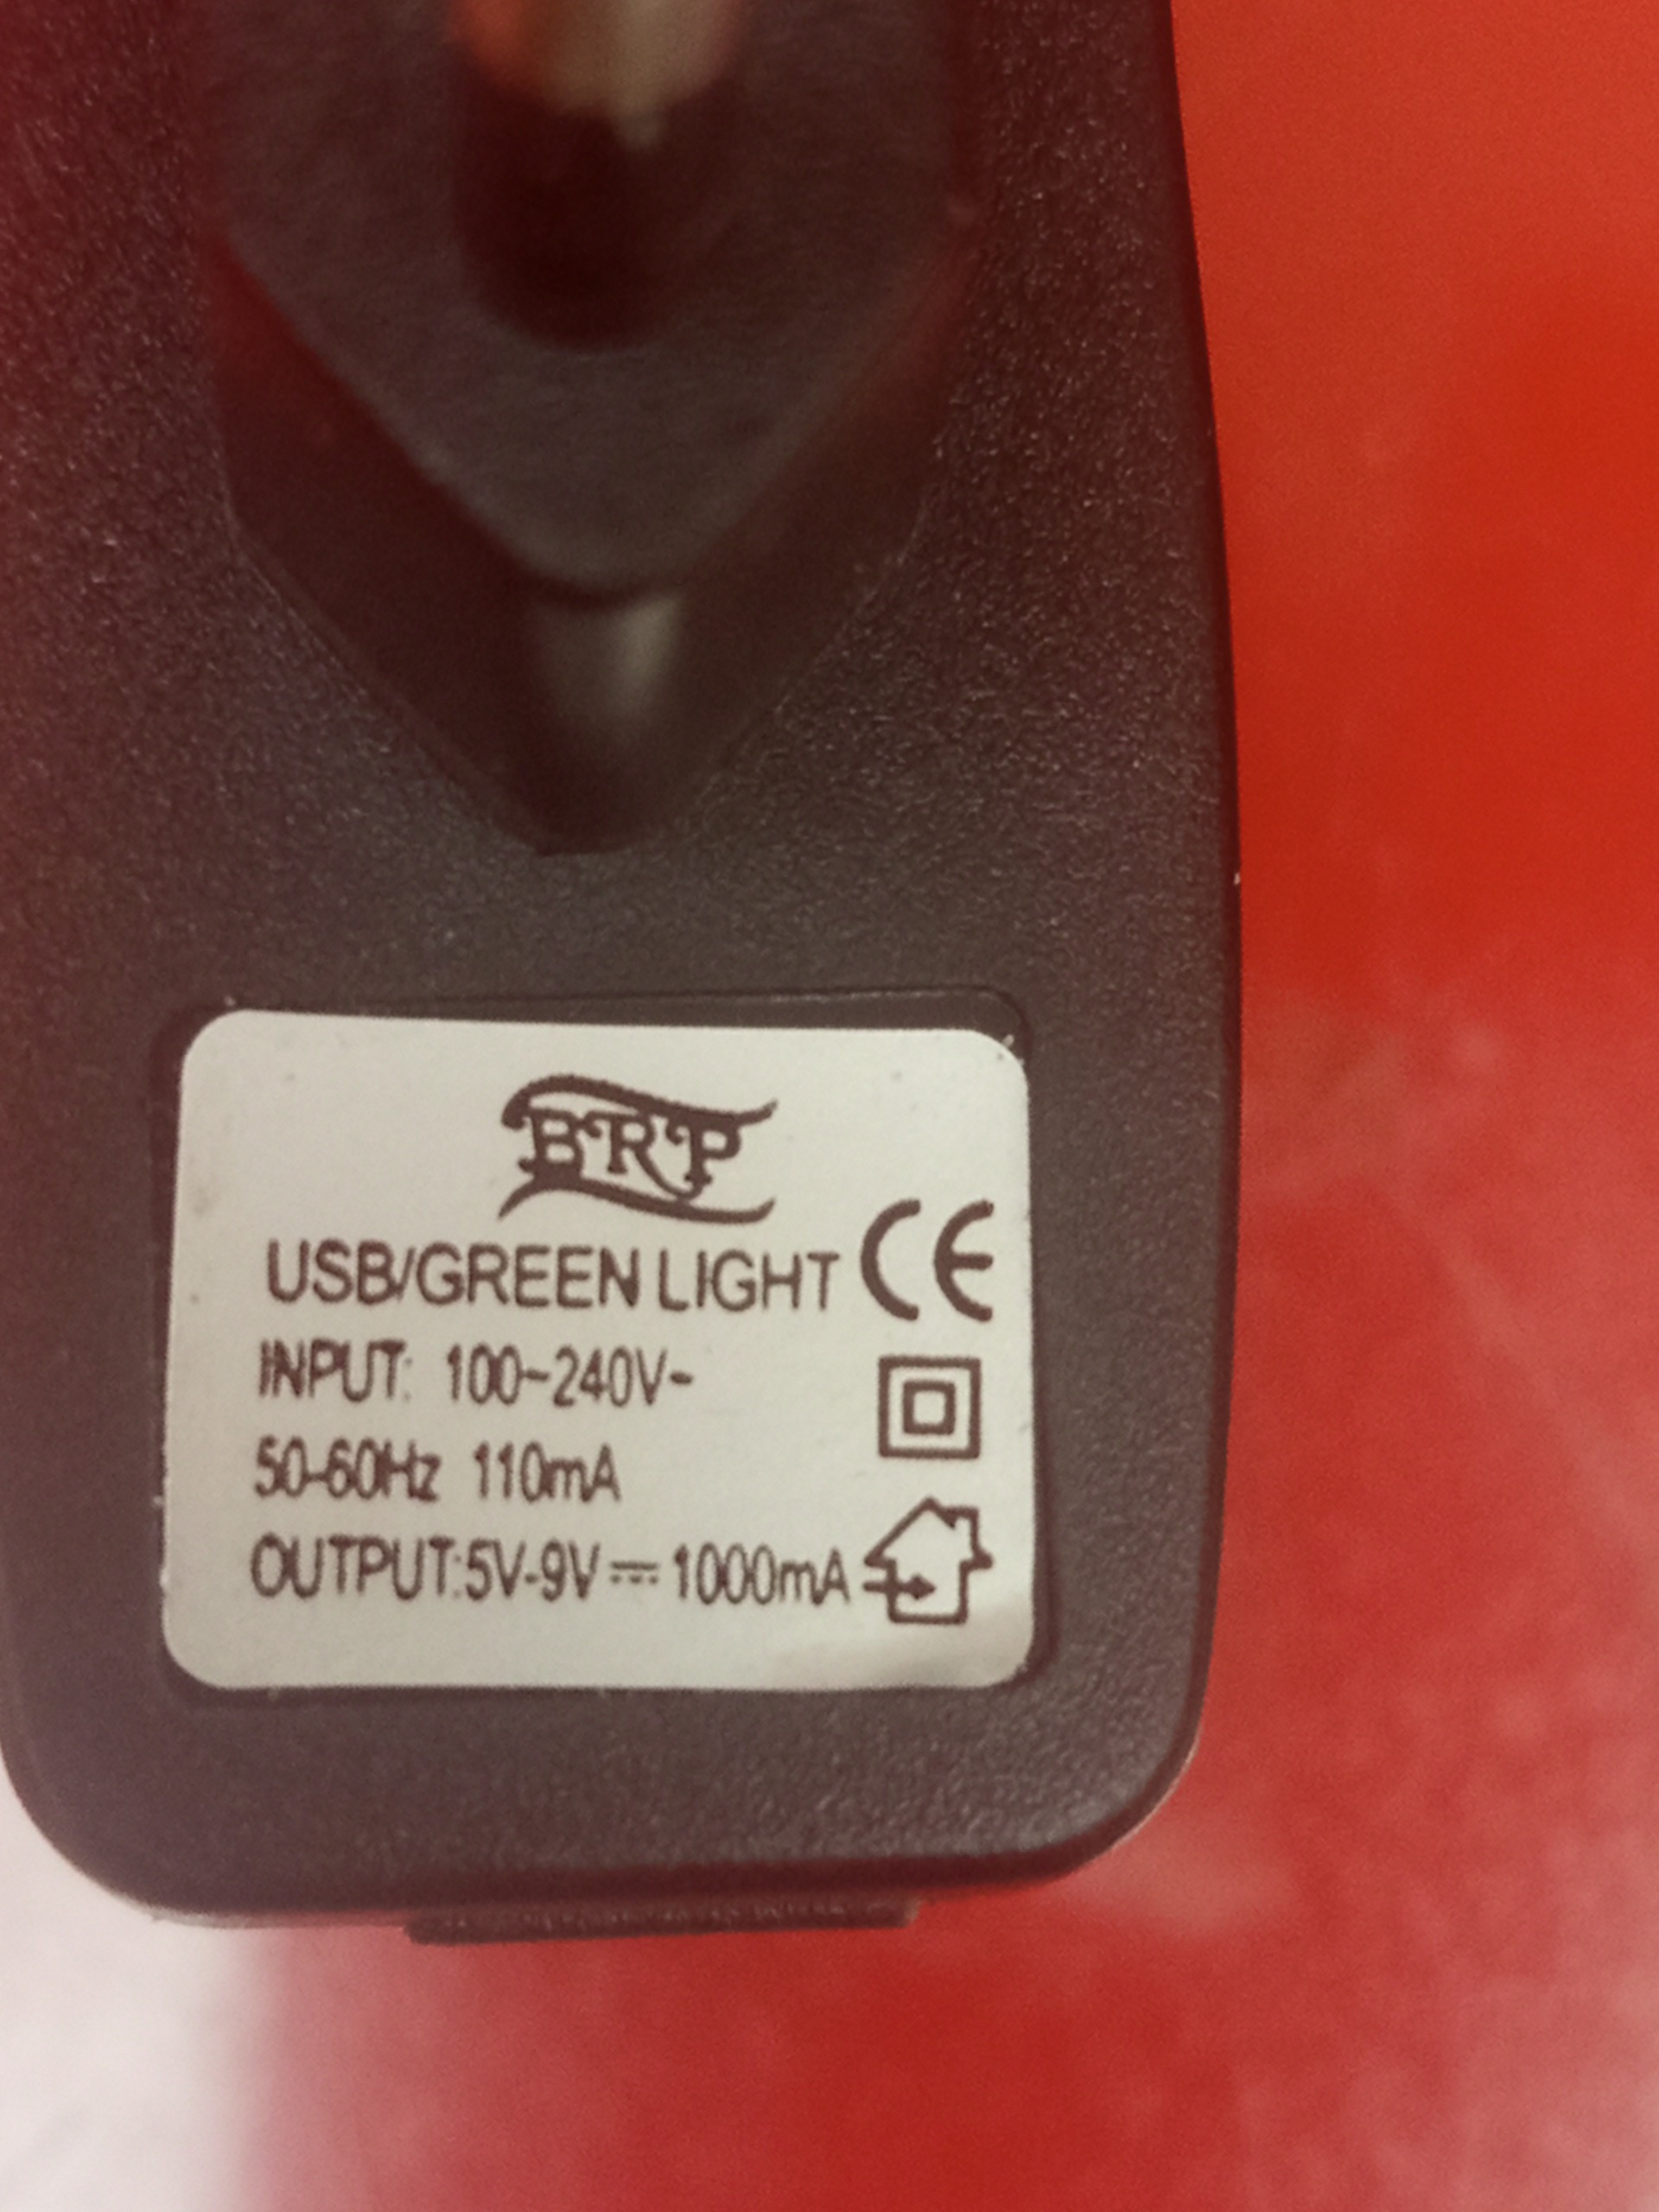 BRP
USB/GREEN LIGHT CE
INPUT: 100~240V~
50-60Hz 110mA
OUTPUT:5V-9V⎓1000mA